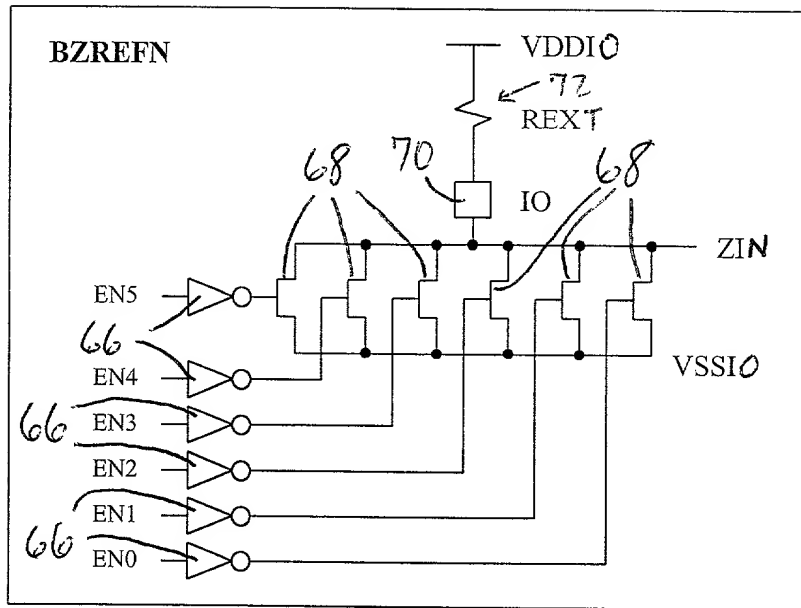 BZREFN
VDDIO
72
REXT
70
IO
68
68
ZIN
EN5
66
EN4
VSSIO
66
EN3
EN2
66
EN1
EN0